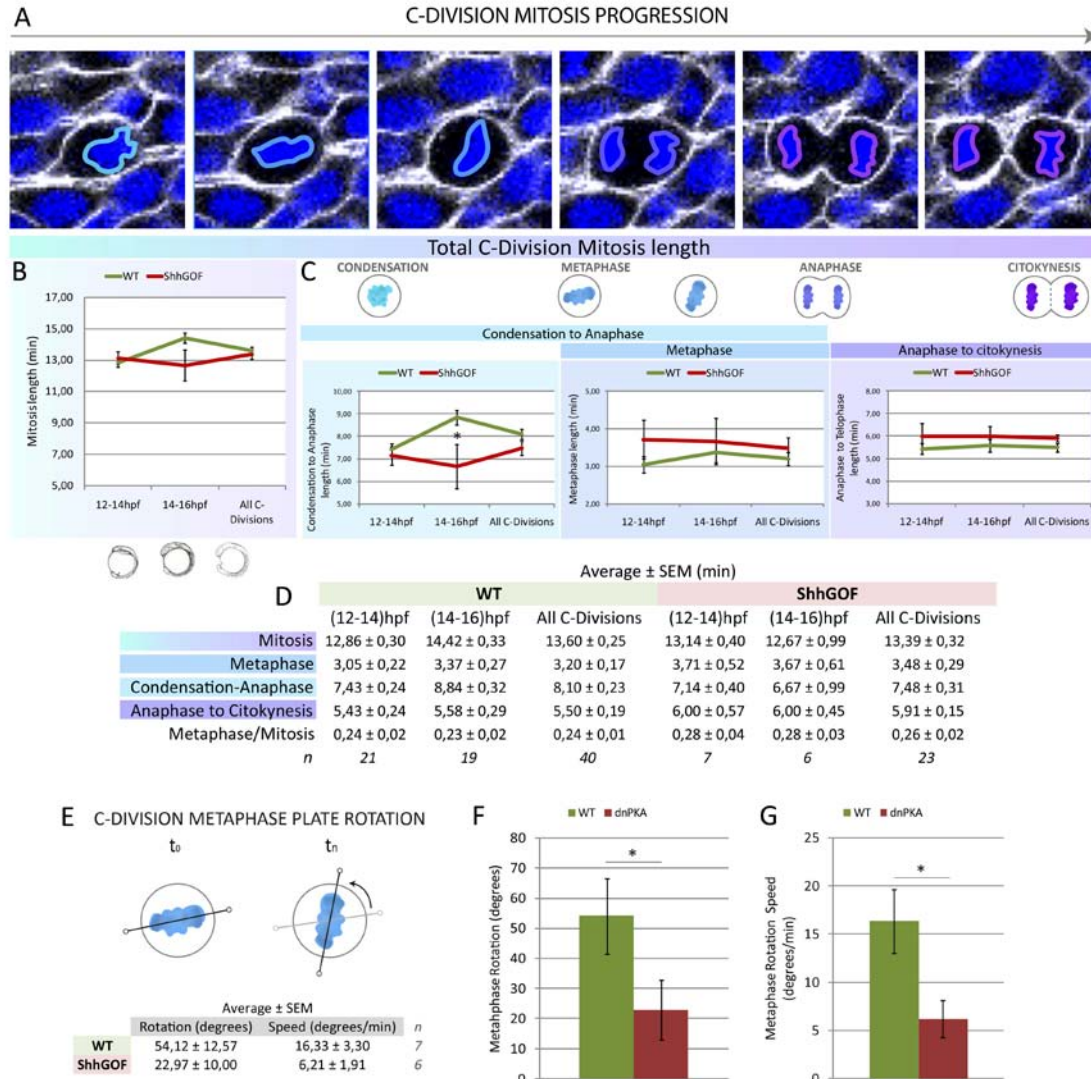 A
C-DIVISION MITOSIS PROGRESSION
Total C-Division Mitosis length
B
WT ShhGOF
Mitosis length (min)
17,00
15,00
13,00
11,00
9,00
7,00
5,00
12-14hpf 14-16hpf All C-Divisions
C
CONDENSATION METAPHASE ANAPHASE CITOKYNESIS
Condensation to Anaphase
WT ShhGOF
Condensation to Anaphase length (min)
10,00
9,00
8,00
7,00
6,00
5,00
*
12-14hpf 14-16hpf All C-Divisions
Metaphase
WT ShhGOF
Metaphase length (min)
5,00
4,00
3,00
2,00
12-14hpf 14-16hpf All C-Divisions
Anaphase to citokynesis
WT ShhGOF
Anaphase to Telophase length (min)
8,00
7,00
6,00
5,00
4,00
3,00
12-14hpf 14-16hpf All C-Divisions
Average ± SEM (min)
D
WT ShhGOF
(12-14)hpf (14-16)hpf All C-Divisions (12-14)hpf (14-16)hpf All C-Divisions
Mitosis 12,86 ± 0,30 14,42 ± 0,33 13,60 ± 0,25 13,14 ± 0,40 12,67 ± 0,99 13,39 ± 0,32
Metaphase 3,05 ± 0,22 3,37 ± 0,27 3,20 ± 0,17 3,71 ± 0,52 3,67 ± 0,61 3,48 ± 0,29
Condensation-Anaphase 7,43 ± 0,24 8,84 ± 0,32 8,10 ± 0,23 7,14 ± 0,40 6,67 ± 0,99 7,48 ± 0,31
Anaphase to Citokynesis 5,43 ± 0,24 5,58 ± 0,29 5,50 ± 0,19 6,00 ± 0,57 6,00 ± 0,45 5,91 ± 0,15
Metaphase/Mitosis 0,24 ± 0,02 0,23 ± 0,02 0,24 ± 0,01 0,28 ± 0,04 0,28 ± 0,03 0,26 ± 0,02
n 21 19 40 7 6 23
E
C-DIVISION METAPHASE PLATE ROTATION
t0 tn
Average ± SEM
Rotation (degrees) Speed (degrees/min) n
WT 54,12 ± 12,57 16,33 ± 3,30 7
ShhGOF 22,97 ± 10,00 6,21 ± 1,91 6
F
WT dnPKA
Metahphase Rotation (degrees)
80
70
60
50
40
30
20
10
0
*
G
WT dnPKA
Metaphase Rotation Speed (degrees/min)
25
20
15
10
5
0
*